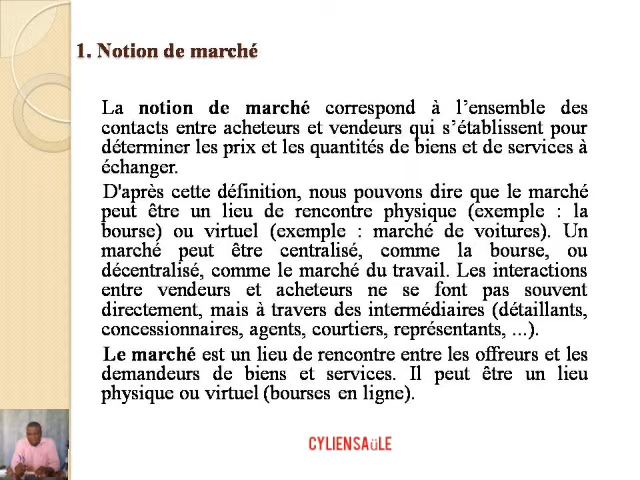 1. Notion de marché
La notion de marché correspond à l'ensemble des
contacts entre acheteurs et vendeurs qui s'établissent pour
déterminer les prix et les quantités de biens et de services à
échanger.
D'après cette définition, nous pouvons dire que le marché
peut être un lieu de rencontre physique (exemple : la
bourse) ou virtuel (exemple : marché de voitures). Un
marché peut être centralisé, comme la bourse, ou
décentralisé, comme le marché du travail. Les interactions
entre vendeurs et acheteurs ne se font pas souvent
directement, mais à travers des intermédiaires (détaillants,
concessionnaires, agents, courtiers, représentants, ...).
Le marché est un lieu de rencontre entre les offreurs et les
demandeurs de biens et services. Il peut être un lieu
physique ou virtuel (bourses en ligne).
CYLIENSAüLE